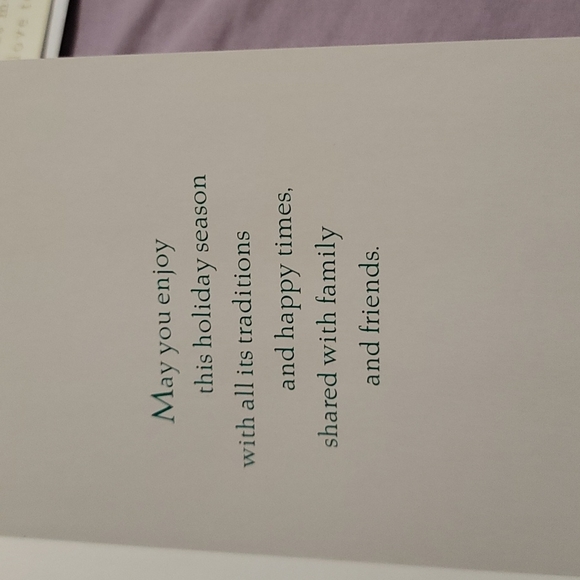 May you enjoy
this holiday season
with all its traditions
and happy times,
shared with family
and friends.